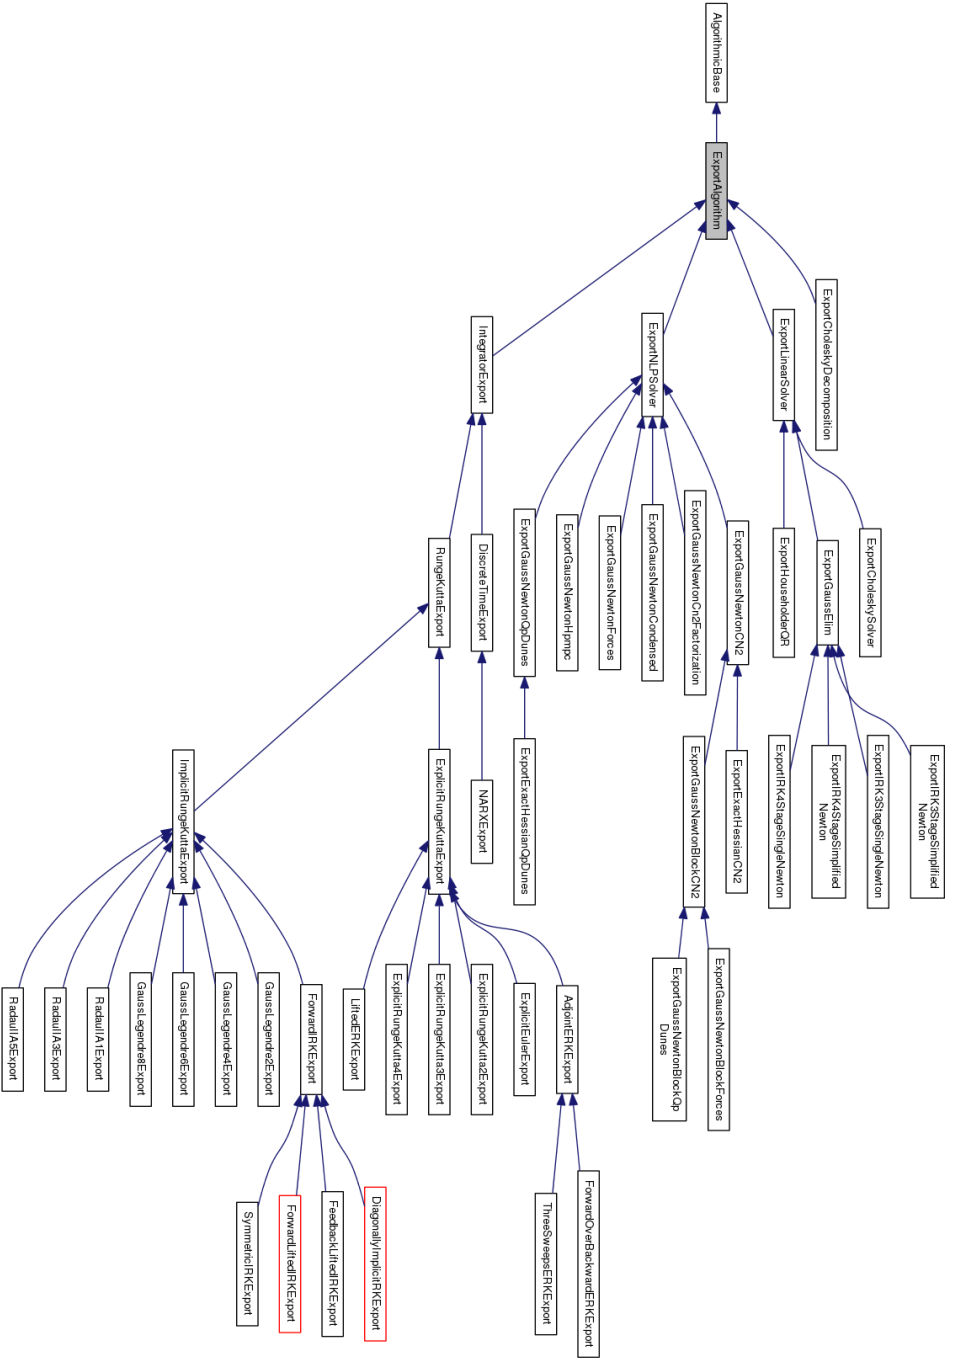 AlgorithmicBase
ExportAlgorithm
ExportCholeskyDecomposition
ExportLinearSolver
ExportNLPSolver
IntegratorExport
ExportCholeskySolver
ExportGaussElim
ExportHouseholderQR
ExportGaussNewtonCN2
ExportGaussNewtonCn2Factorization
ExportGaussNewtonCondensed
ExportGaussNewtonForces
ExportGaussNewtonHpmpc
ExportGaussNewtonQpDunes
DiscreteTimeExport
RungeKuttaExport
ExportIRK3StageSimplified
Newton
ExportIRK3StageSingleNewton
ExportIRK4StageSimplified
Newton
ExportIRK4StageSingleNewton
ExportExactHessianCN2
ExportGaussNewtonBlockCN2
ExportExactHessianQpDunes
NARXExport
ExplicitRungeKuttaExport
ImplicitRungeKuttaExport
ExportGaussNewtonBlockForces
ExportGaussNewtonBlockQp
Dunes
AdjointERKExport
ExplicitEulerExport
ExplicitRungeKutta2Export
ExplicitRungeKutta3Export
ExplicitRungeKutta4Export
LiftedERKExport
ForwardIRKExport
GaussLegendre2Export
GaussLegendre4Export
GaussLegendre6Export
GaussLegendre8Export
RadauIIA1Export
RadauIIA3Export
RadauIIA5Export
ForwardOverBackwardERKExport
ThreeSweepsERKExport
DiagonallyImplicitRKExport
FeedbackLiftedIRKExport
ForwardLiftedIRKExport
SymmetricIRKExport